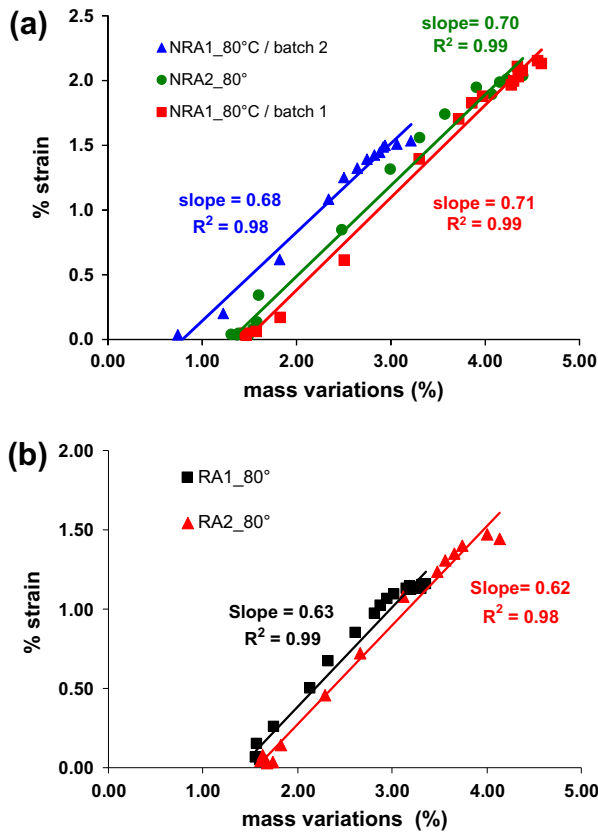 (a)
NRA1_80°C / batch 2
NRA2_80°
NRA1_80°C / batch 1
slope = 0.70
R² = 0.99
slope = 0.68
R² = 0.98
slope = 0.71
R² = 0.99
% strain
2.5
2.0
1.5
1.0
0.5
0.0
0.00 1.00 2.00 3.00 4.00 5.00
mass variations (%)
(b)
RA1_80°
RA2_80°
Slope = 0.63
R² = 0.99
Slope= 0.62
R² = 0.98
% strain
2.00
1.50
1.00
0.50
0.00
0.00 1.00 2.00 3.00 4.00 5.00
mass variations (%)